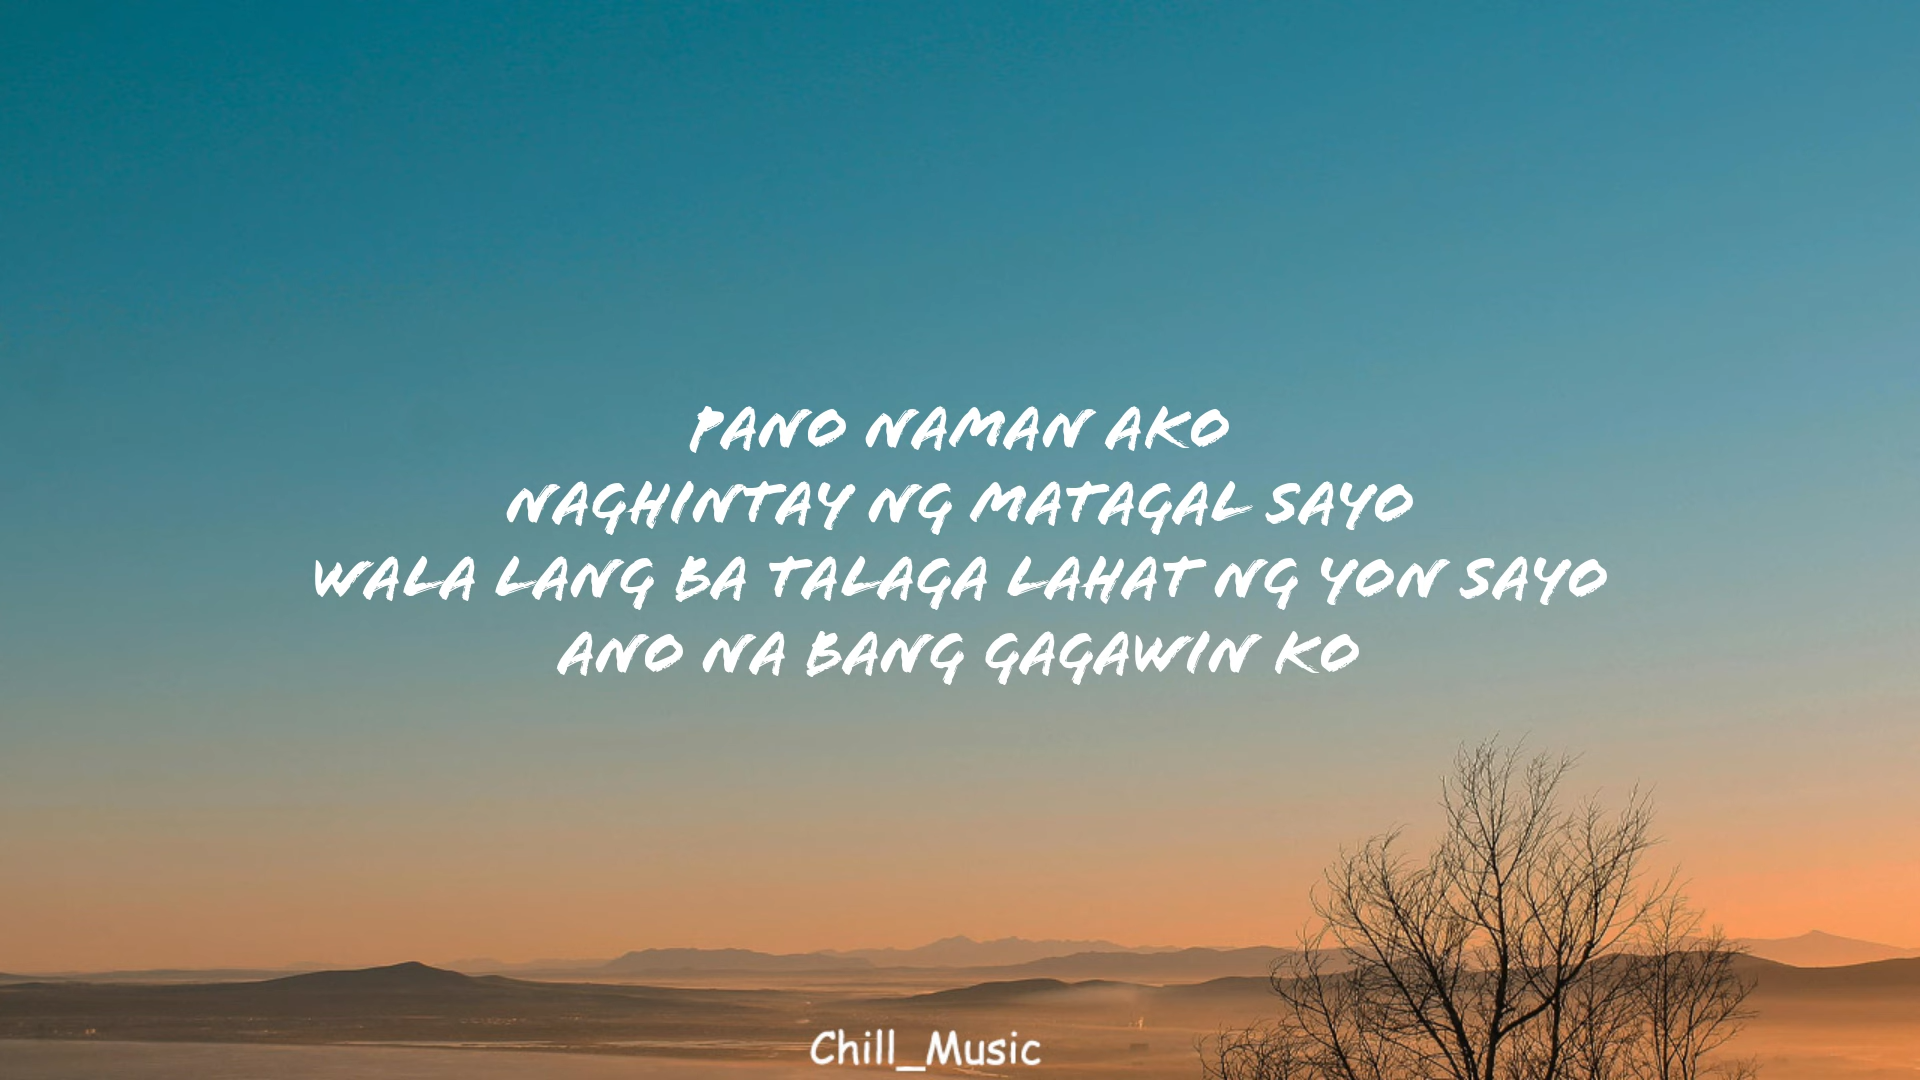 PANO NAMAN AKO
NAGHINTAY NG MATAGAL SAYO
WALA LANG BA TALAGA LAHAT NG YON SAYO
ANO NA BANG GAGAWIN KO
Chill_Music